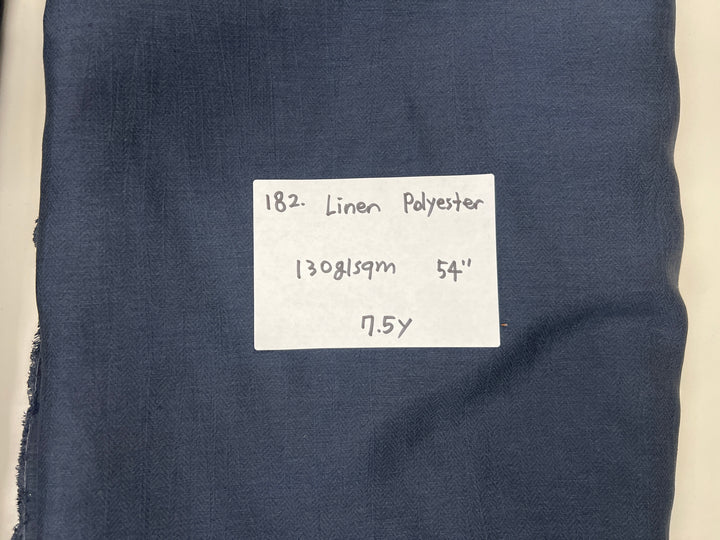 182. Linen Polyester
130g/sqm 54"
7.5Y